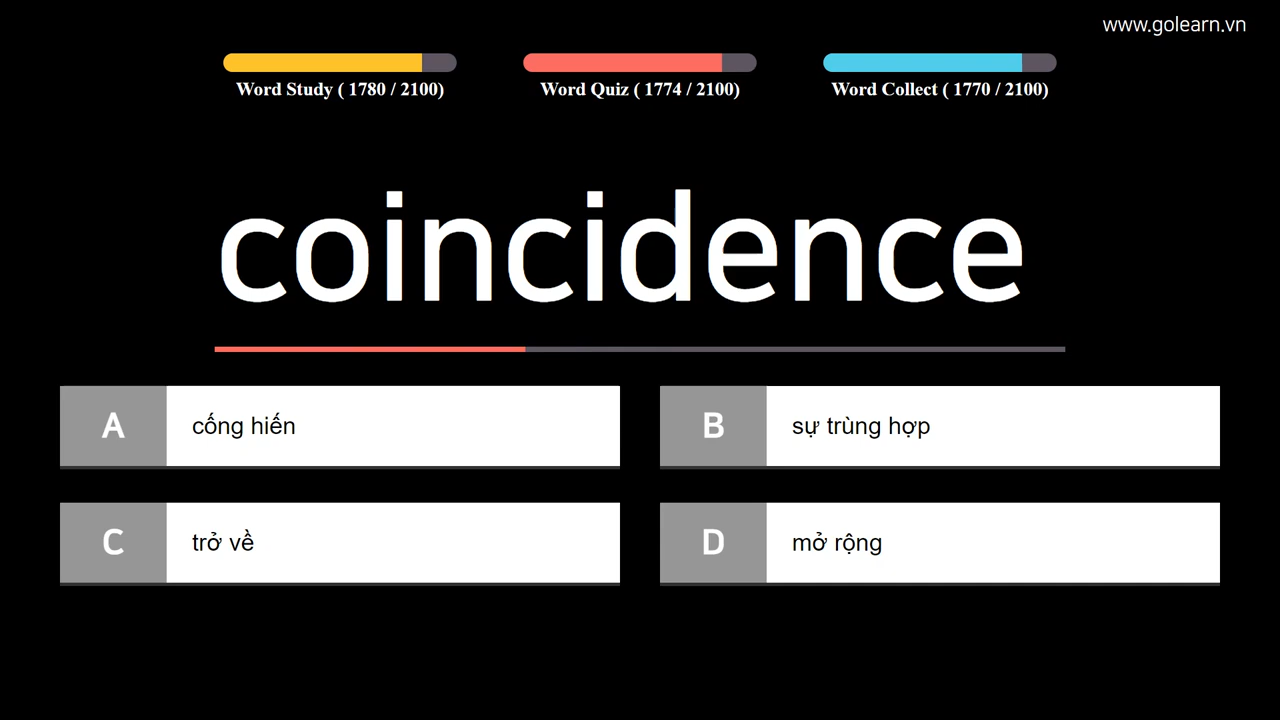 www.golearn.vn
Word Study ( 1780 / 2100)
Word Quiz ( 1774 / 2100)
Word Collect ( 1770 / 2100)
coincidence
A cống hiến
B sự trùng hợp
C trở về
D mở rộng